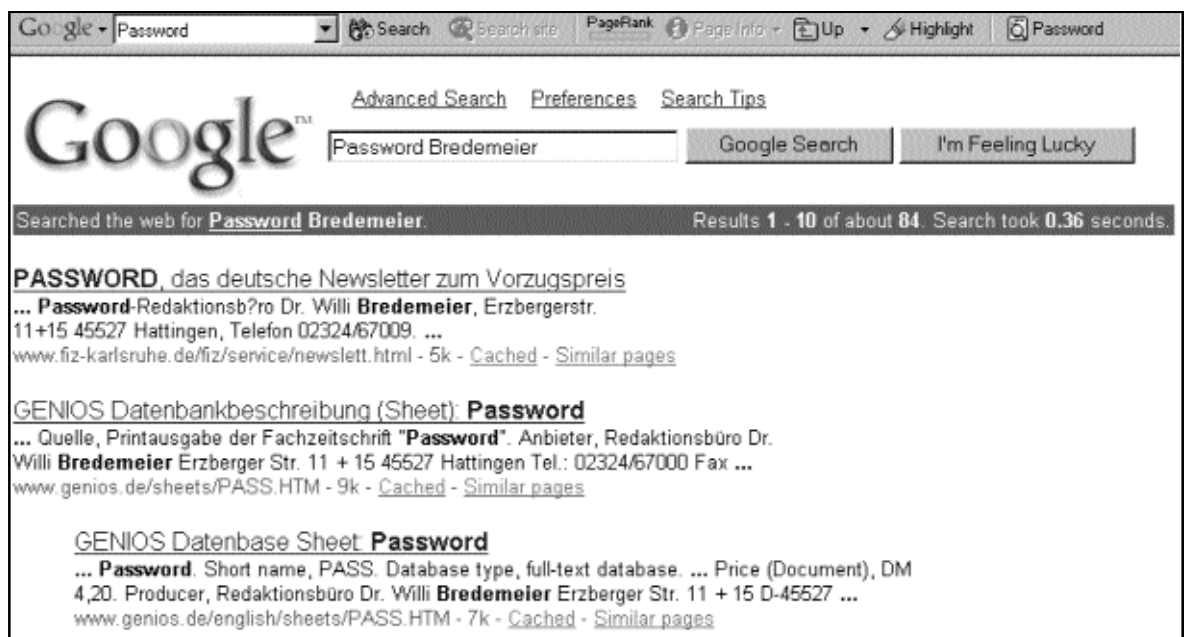 Google Password Search Search site PageRank Page Info Up Highlight Password
Advanced Search Preferences Search Tips
Google™ Password Bredemeier Google Search I'm Feeling Lucky
Searched the web for Password Bredemeier. Results 1 - 10 of about 84. Search took 0.36 seconds.
PASSWORD, das deutsche Newsletter zum Vorzugspreis
... Password-Redaktionsb?ro Dr. Willi Bredemeier, Erzbergerstr.
11+15 45527 Hattingen, Telefon 02324/67009. ...
www.fiz-karlsruhe.de/fiz/service/newslett.html - 5k - Cached - Similar pages
GENIOS Datenbankbeschreibung (Sheet): Password
... Quelle, Printausgabe der Fachzeitschrift "Password". Anbieter, Redaktionsbüro Dr.
Willi Bredemeier Erzberger Str. 11 + 15 45527 Hattingen Tel.: 02324/67000 Fax ...
www.genios.de/sheets/PASS.HTM - 9k - Cached - Similar pages
GENIOS Datenbase Sheet: Password
... Password. Short name, PASS. Database type, full-text database. ... Price (Document), DM
4,20. Producer, Redaktionsbüro Dr. Willi Bredemeier Erzberger Str. 11 + 15 D-45527 ...
www.genios.de/english/sheets/PASS.HTM - 7k - Cached - Similar pages